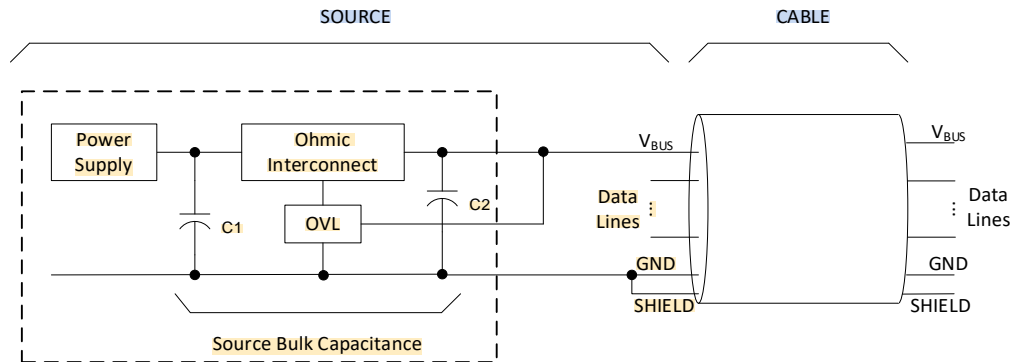 SOURCE
CABLE
Power
Supply
Ohmic
Interconnect
C1
OVL
C2
VBUS
Data
Lines
...
GND
SHIELD
VBUS
...
Data
Lines
GND
SHIELD
Source Bulk Capacitance